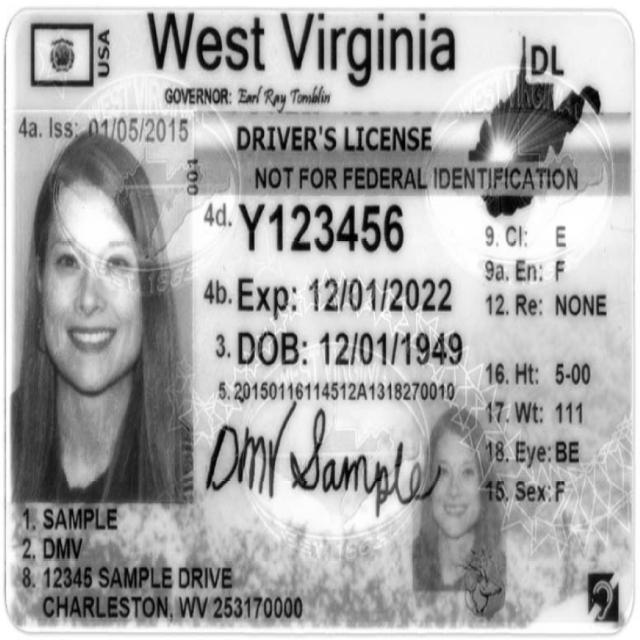 USA
West Virginia
DL
GOVERNOR: Earl Ray Tomblin
4a. Iss: 01/05/2015
DRIVER'S LICENSE
NOT FOR FEDERAL IDENTIFICATION
001
4d. Y123456
9. Cl: E
9a. En: F
4b. Exp: 12/01/2022
12. Re: NONE
3. DOB: 12/01/1949
16. Ht: 5-00
5. 20150116114512A1318270010
17. Wt: 111
DMV Sample
18. Eye: BE
15. Sex: F
1. SAMPLE
2. DMV
8. 12345 SAMPLE DRIVE
CHARLESTON, WV 253170000